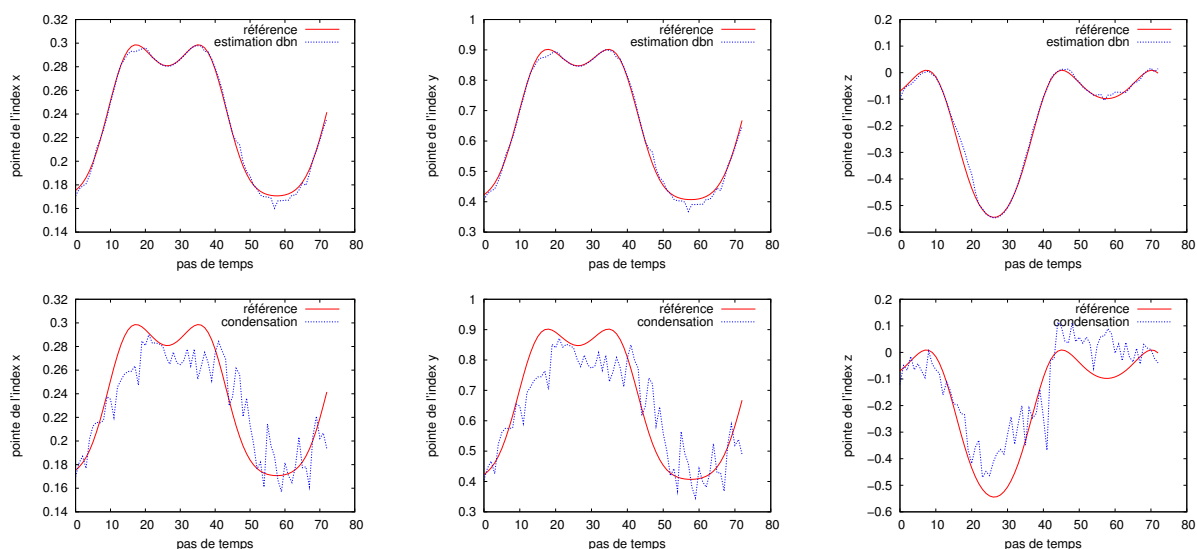 0.32
0.3
0.28
0.26
0.24
0.22
0.2
0.18
0.16
0.14
0 10 20 30 40 50 60 70 80
pointe de l'index x
pas de temps
référence
estimation dbn
1
0.9
0.8
0.7
0.6
0.5
0.4
0.3
0 10 20 30 40 50 60 70 80
pointe de l'index y
pas de temps
référence
estimation dbn
0.2
0.1
0
−0.1
−0.2
−0.3
−0.4
−0.5
−0.6
0 10 20 30 40 50 60 70 80
pointe de l'index z
pas de temps
référence
estimation dbn
0.32
0.3
0.28
0.26
0.24
0.22
0.2
0.18
0.16
0.14
0 10 20 30 40 50 60 70 80
pointe de l'index x
pas de temps
référence
condensation
1
0.9
0.8
0.7
0.6
0.5
0.4
0.3
0 10 20 30 40 50 60 70 80
pointe de l'index y
pas de temps
référence
condensation
0.2
0.1
0
−0.1
−0.2
−0.3
−0.4
−0.5
−0.6
0 10 20 30 40 50 60 70 80
pointe de l'index z
pas de temps
référence
condensation